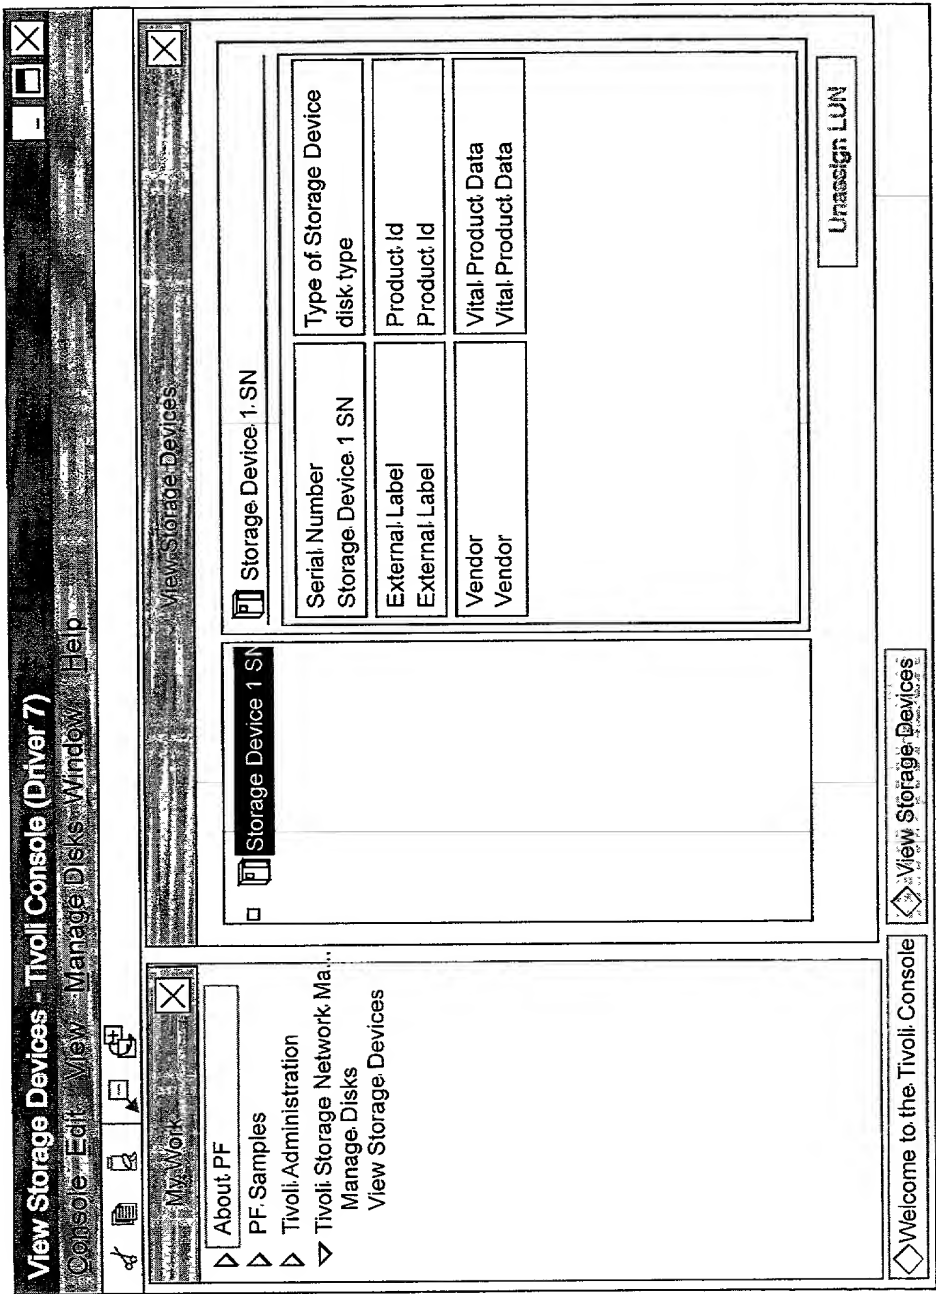 View Storage Devices - Tivoli Console (Driver 7)
Console Edit View Manage Disks Window Help
My Work
About PF
PF Samples
Tivoli Administration
Tivoli Storage Network Ma...
Manage Disks
View Storage Devices
View Storage Devices
Storage Device 1 SN
Storage Device 1 SN
Serial Number
Storage Device 1 SN
Type of Storage Device
disk type
External Label
External Label
Product Id
Product Id
Vendor
Vendor
Vital Product Data
Vital Product Data
Unassign LUN
Welcome to the Tivoli Console
View Storage Devices